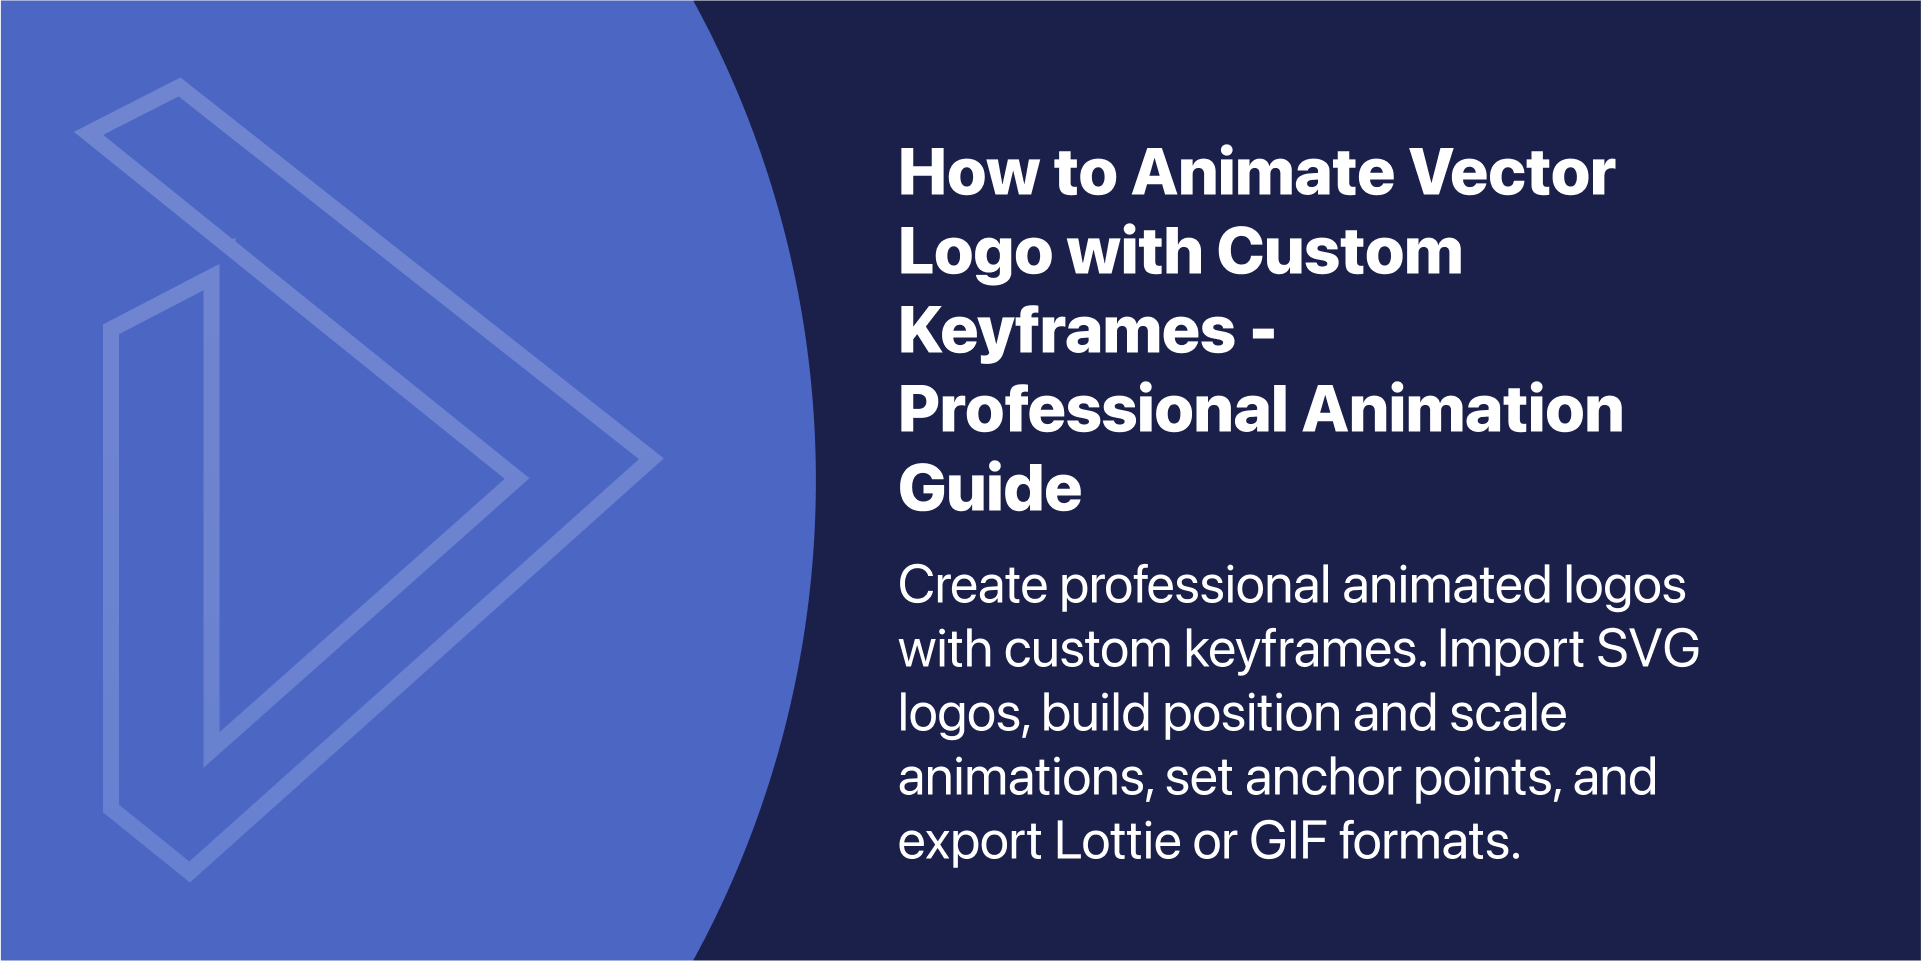 How to Animate Vector
Logo with Custom
Keyframes -
Professional Animation
Guide
Create professional animated logos
with custom keyframes. Import SVG
logos, build position and scale
animations, set anchor points, and
export Lottie or GIF formats.